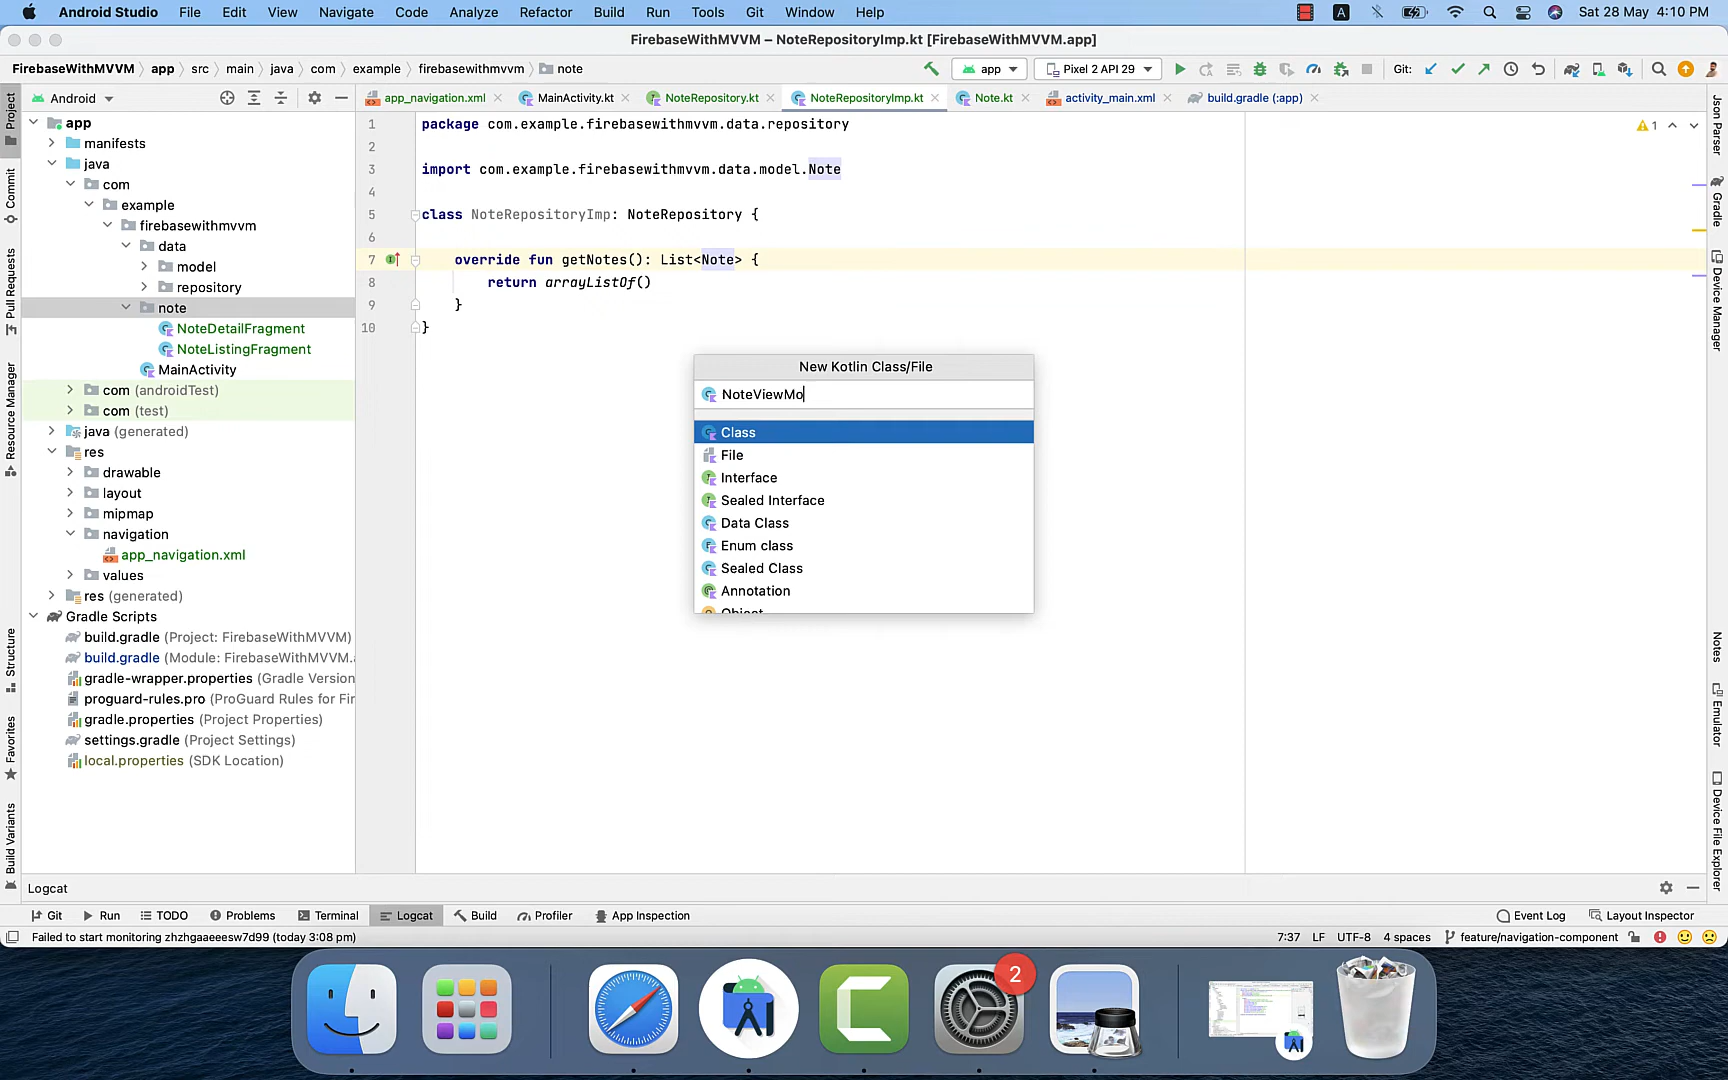 Android Studio File Edit View Navigate Code Analyze Refactor Build Run Tools Git Window Help A Sat 28 May 4:10 PM
FirebaseWithMVVM – NoteRepositoryImp.kt [FirebaseWithMVVM.app]
FirebaseWithMVVM app src main java com example firebasewithmvvm note app Pixel 2 API 29 Git:
Android app_navigation.xml MainActivity.kt NoteRepository.kt NoteRepositoryImp.kt Note.kt activity_main.xml build.gradle (:app)
Project
Commit
Pull Requests
Resource Manager
Structure
Favorites
Build Variants
app
manifests
java
com
example
firebasewithmvvm
data
model
repository
note
NoteDetailFragment
NoteListingFragment
MainActivity
com (androidTest)
com (test)
java (generated)
res
drawable
layout
mipmap
navigation
app_navigation.xml
values
res (generated)
Gradle Scripts
build.gradle (Project: FirebaseWithMVVM)
build.gradle (Module: FirebaseWithMVVM.a
gradle-wrapper.properties (Gradle Version
proguard-rules.pro (ProGuard Rules for Fir
gradle.properties (Project Properties)
settings.gradle (Project Settings)
local.properties (SDK Location)
1 package com.example.firebasewithmvvm.data.repository
2
3 import com.example.firebasewithmvvm.data.model.Note
4
5 class NoteRepositoryImp: NoteRepository {
6
7 override fun getNotes(): List<Note> {
8 return arrayListOf()
9 }
10 }
1
New Kotlin Class/File
NoteViewMo
Class
File
Interface
Sealed Interface
Data Class
Enum class
Sealed Class
Annotation
Object
Json Parser
Gradle
Device Manager
Notes
Emulator
Device File Explorer
Logcat
Git Run TODO Problems Terminal Logcat Build Profiler App Inspection Event Log Layout Inspector
Failed to start monitoring zhzhgaaeeesw7d99 (today 3:08 pm) 7:37 LF UTF-8 4 spaces feature/navigation-component
2